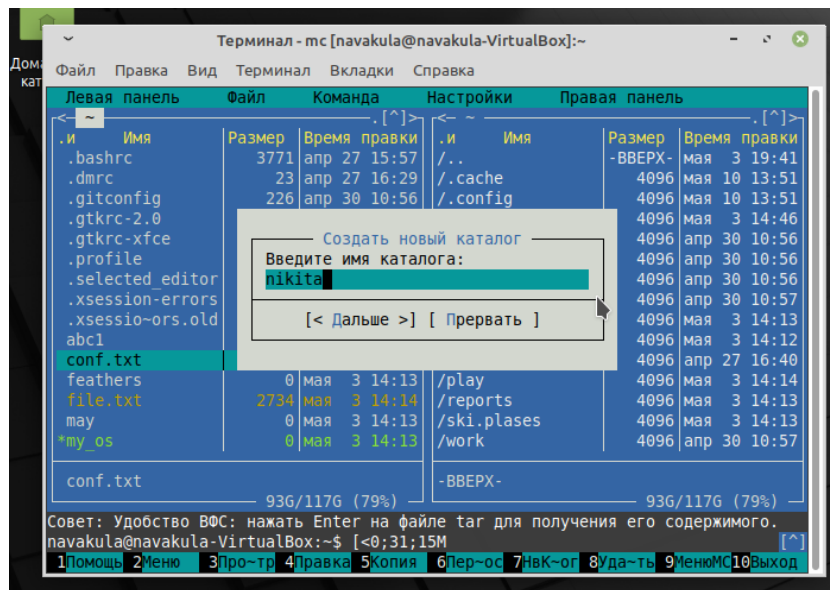 Терминал - mc [navakula@navakula-VirtualBox]:~
Дома
кат
Файл Правка Вид Терминал Вкладки Справка
Левая панель Файл Команда Настройки Правая панель
<— ~ .[^]> <— ~ .[^]>
.и Имя Размер Время правки .и Имя Размер Время правки
.bashrc 3771 апр 27 15:57 /.. -ВВЕРХ- мая 3 19:41
.dmrc 23 апр 27 16:29 /.cache 4096 мая 10 13:51
.gitconfig 226 апр 30 10:56 /.config 4096 мая 10 13:51
.gtkrc-2.0 4096 мая 3 14:46
.gtkrc-xfce Создать новый каталог 4096 апр 30 10:56
.profile Введите имя каталога: 4096 апр 30 10:56
.selected_editor nikita 4096 апр 30 10:56
.xsession-errors 4096 апр 30 10:57
.xsessio~ors.old [< Дальше >] [ Прервать ] 4096 мая 3 14:13
abc1 4096 мая 3 14:12
conf.txt 4096 апр 27 16:40
feathers 0 мая 3 14:13 /play 4096 мая 3 14:14
file.txt 2734 мая 3 14:14 /reports 4096 мая 3 14:13
may 0 мая 3 14:13 /ski.plases 4096 мая 3 14:13
*my_os 0 мая 3 14:13 /work 4096 апр 30 10:57
conf.txt -ВВЕРХ-
93G/117G (79%) 93G/117G (79%)
Совет: Удобство ВФС: нажать Enter на файле tar для получения его содержимого.
navakula@navakula-VirtualBox:~$ [<0;31;15M [^]
1Помощь 2Меню 3Про~тр 4Правка 5Копия 6Пер~ос 7НвК~ог 8Уда~ть 9МенюМС 10Выход